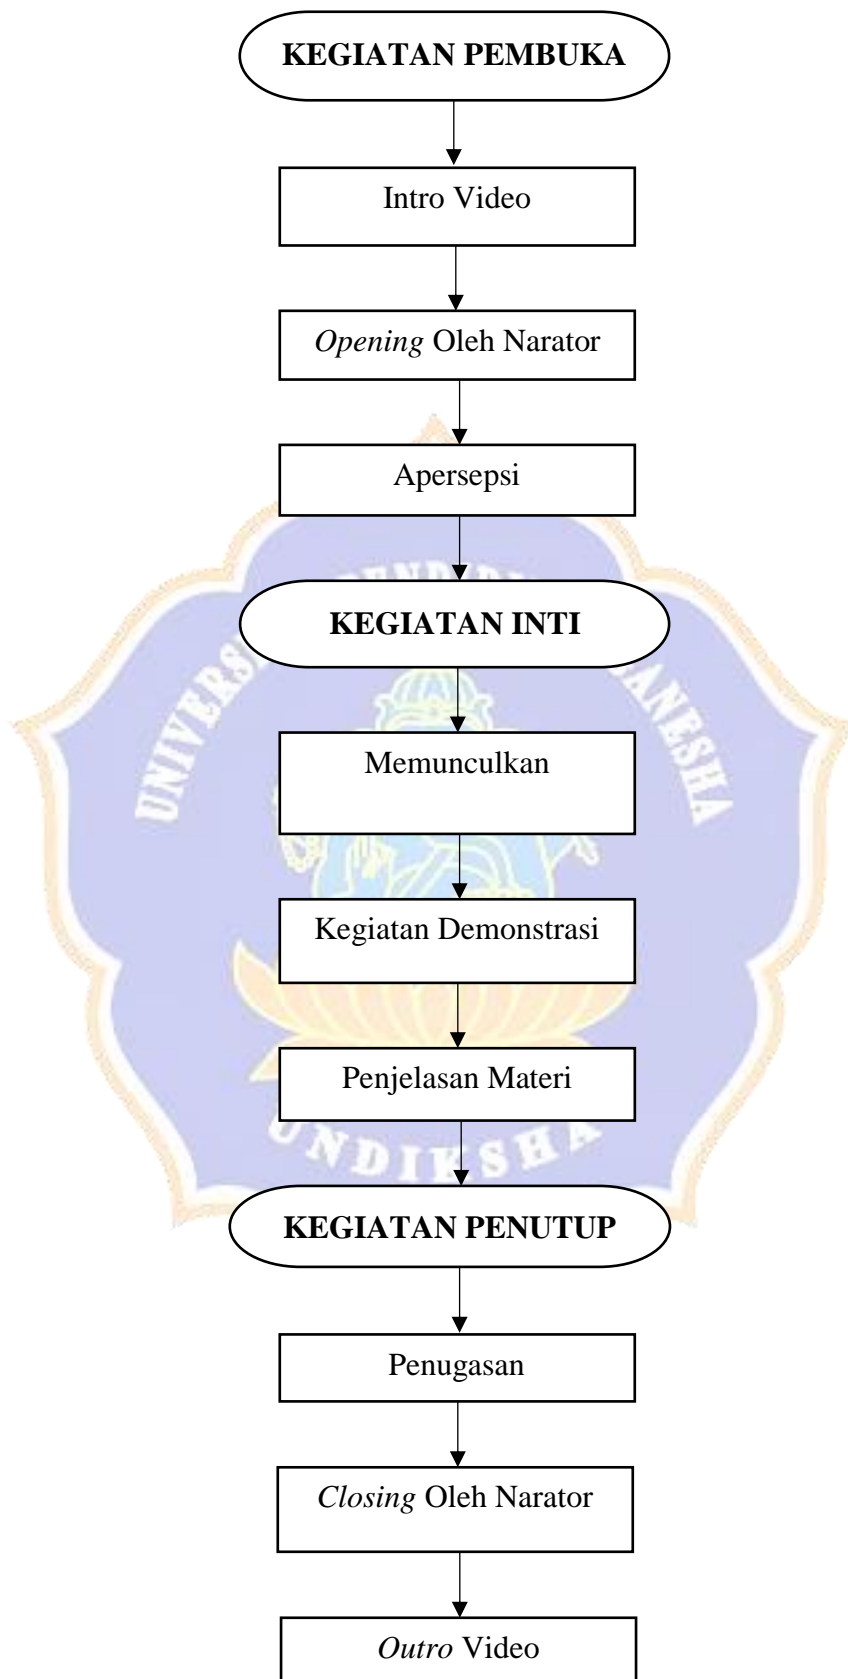 KEGIATAN PEMBUKA
Intro Video
Opening Oleh Narator
Apersepsi
KEGIATAN INTI
Memunculkan
Kegiatan Demonstrasi
Penjelasan Materi
UNDIKSHA
KEGIATAN PENUTUP
Penugasan
Closing Oleh Narator
Outro Video